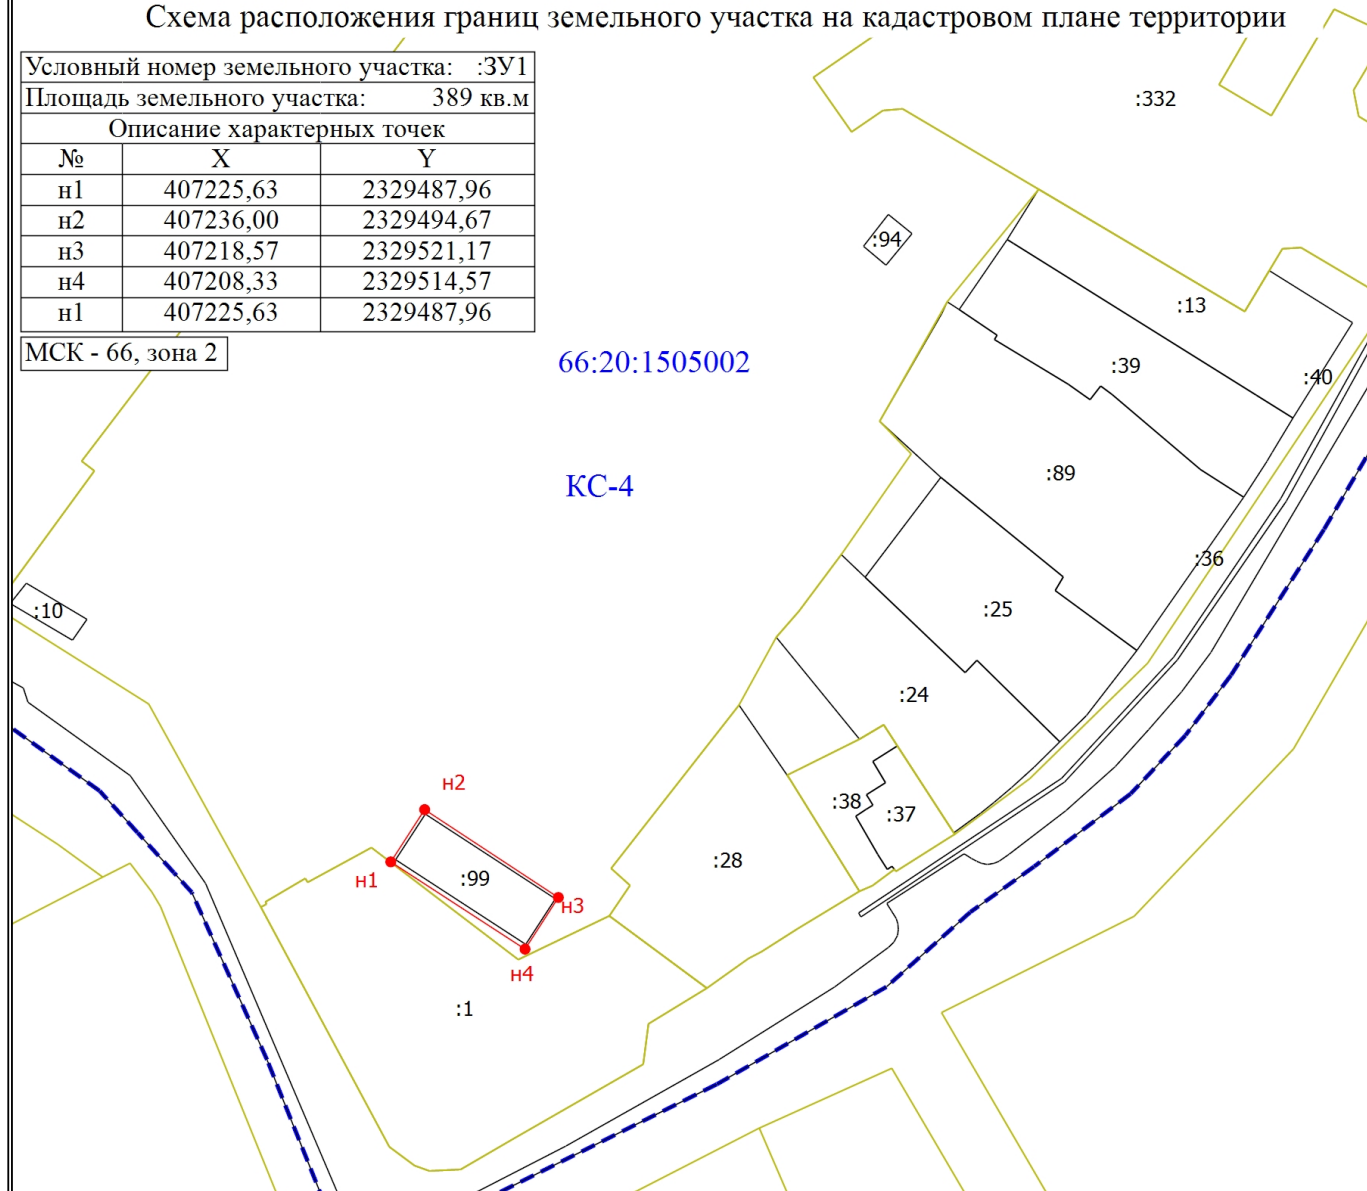 Схема расположения границ земельного участка на кадастровом плане территории
Условный номер земельного участка: :ЗУ1
Площадь земельного участка: 389 кв.м
Описание характерных точек
№ X Y
н1 407225,63 2329487,96
н2 407236,00 2329494,67
н3 407218,57 2329521,17
н4 407208,33 2329514,57
н1 407225,63 2329487,96
МСК - 66, зона 2
:332
:94
:13
66:20:1505002
:39
:40
:89
КС-4
:36
:10
:25
:24
н2
:38
:37
:28
н1
:99
н3
н4
:1